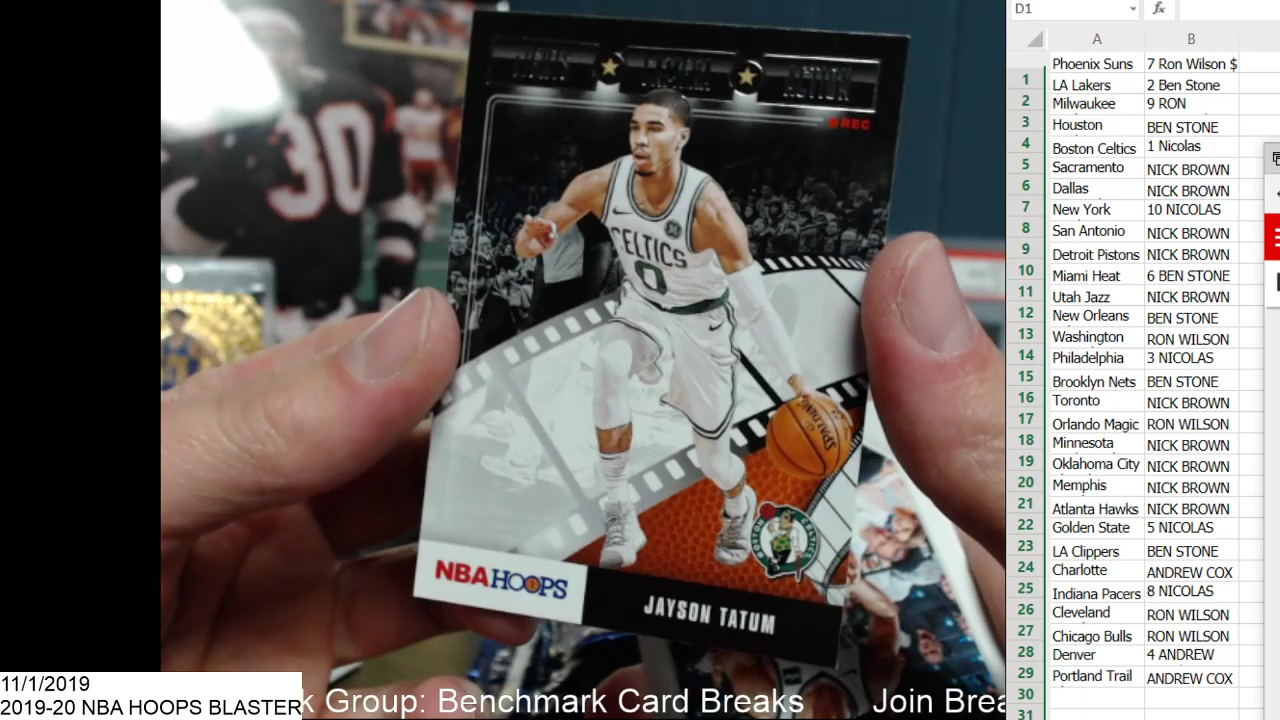 D1
fx
A B
Phoenix Suns 7 Ron Wilson $
1 LA Lakers 2 Ben Stone
2 Milwaukee 9 RON
3 Houston BEN STONE
4 Boston Celtics 1 Nicolas
5 Sacramento NICK BROWN
6 Dallas NICK BROWN
7 New York 10 NICOLAS
8 San Antonio NICK BROWN
9 Detroit Pistons NICK BROWN
10 Miami Heat 6 BEN STONE
11 Utah Jazz NICK BROWN
12 New Orleans BEN STONE
13 Washington RON WILSON
14 Philadelphia 3 NICOLAS
15 Brooklyn Nets BEN STONE
16 Toronto NICK BROWN
17 Orlando Magic RON WILSON
18 Minnesota NICK BROWN
19 Oklahoma City NICK BROWN
20 Memphis NICK BROWN
21 Atlanta Hawks NICK BROWN
22 Golden State 5 NICOLAS
23 LA Clippers BEN STONE
24 Charlotte ANDREW COX
25 Indiana Pacers 8 NICOLAS
26 Cleveland RON WILSON
27 Chicago Bulls RON WILSON
28 Denver 4 ANDREW
29 Portland Trail ANDREW COX
30
31
30
LIGHTS CAMERA ACTION
REC
CELTICS
0
SPALDING
BOSTON CELTICS
NBA HOOPS
JAYSON TATUM
11/1/2019
2019-20 NBA HOOPS BLASTER
k Group: Benchmark Card Breaks Join Brea